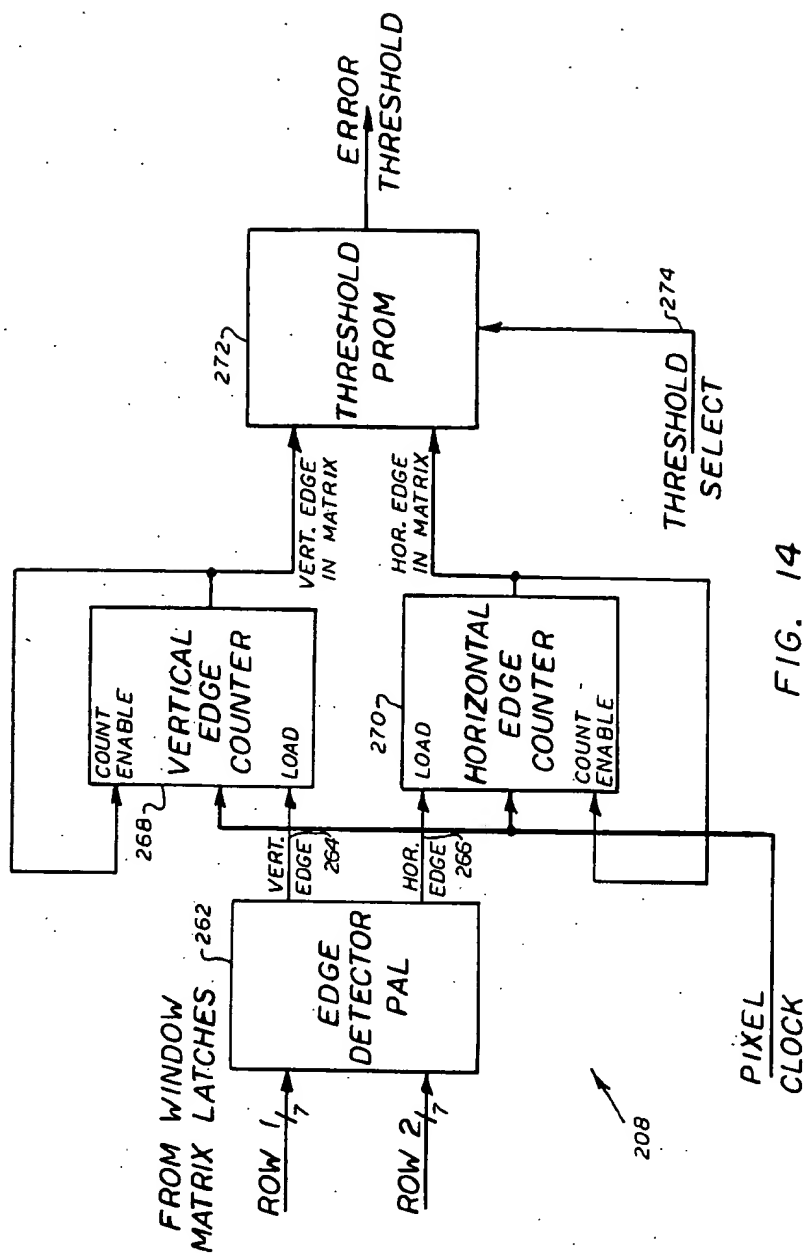 FROM WINDOW
MATRIX LATCHES
ROW 1
7
ROW 2
7
262
EDGE
DETECTOR
PAL
VERT.
EDGE
264
HOR.
EDGE
266
268
COUNT
ENABLE
VERTICAL
EDGE
COUNTER
LOAD
270
LOAD
HORIZONTAL
EDGE
COUNTER
COUNT
ENABLE
VERT. EDGE
IN MATRIX
HOR. EDGE
IN MATRIX
272
THRESHOLD
PROM
ERROR
THRESHOLD
THRESHOLD
SELECT
274
PIXEL
CLOCK
208
FIG. 14